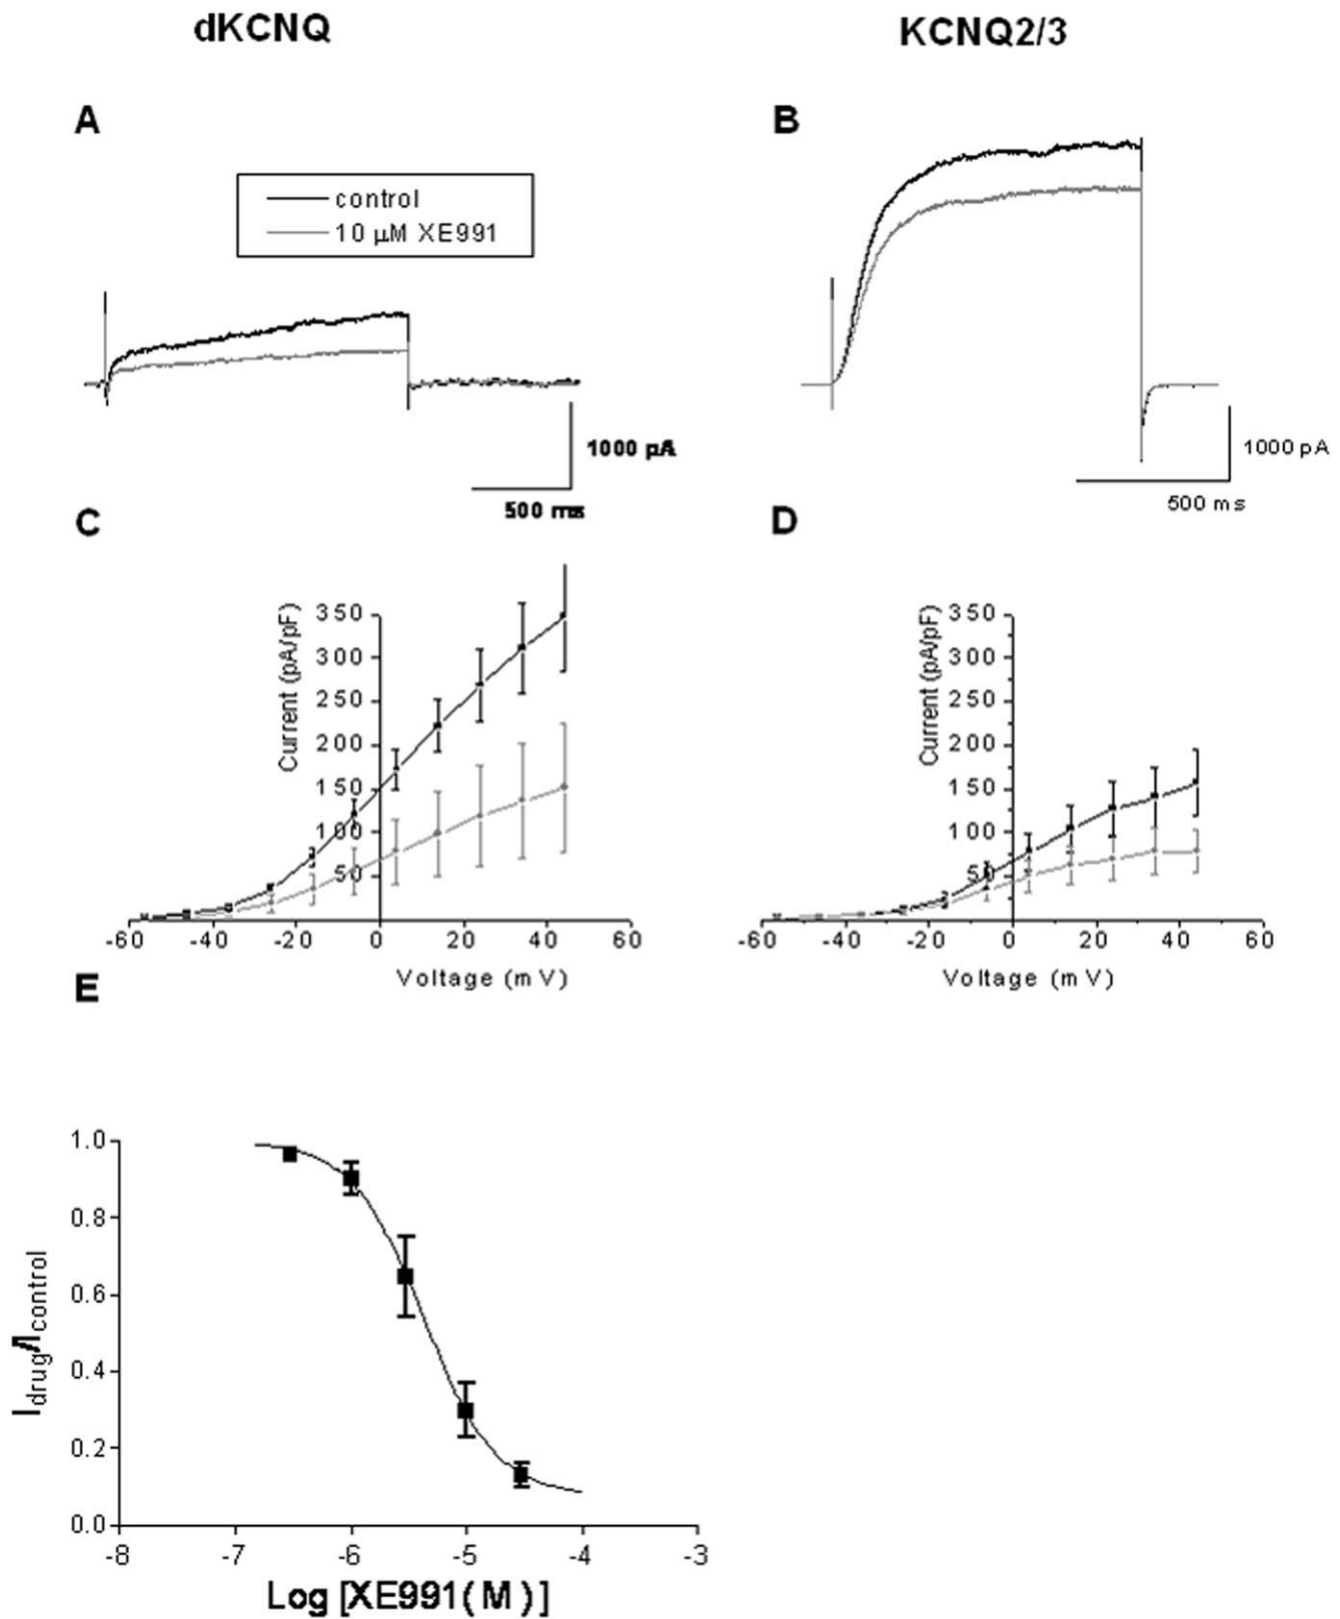 dKCNQ
KCNQ2/3
A
B
control
10 µM XE991
1000 pA
500 ms
1000 pA
500 ms
C
D
Current (pA/pF)
350
300
250
200
150
100
50
-60 -40 -20 0 20 40 60
Voltage (mV)
Current (pA/pF)
350
300
250
200
150
100
50
-60 -40 -20 0 20 40 60
Voltage (mV)
E
Idrug/Icontrol
1.0
0.8
0.6
0.4
0.2
0.0
-8 -7 -6 -5 -4 -3
Log [XE991(M)]